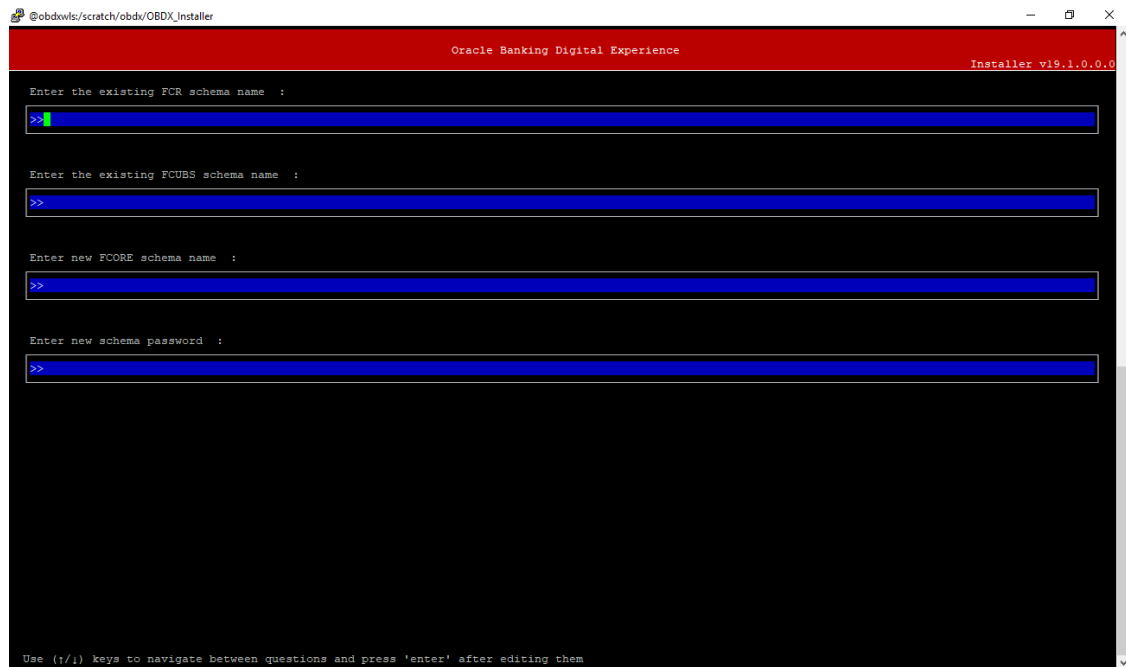 @obdxwls:/scratch/obdx/OBDX_Installer
Oracle Banking Digital Experience
Installer v19.1.0.0.0
Enter the existing FCR schema name :
>>
Enter the existing FCUBS schema name :
>>
Enter new FCORE schema name :
>>
Enter new schema password :
>>
Use (↑/↓) keys to navigate between questions and press 'enter' after editing them